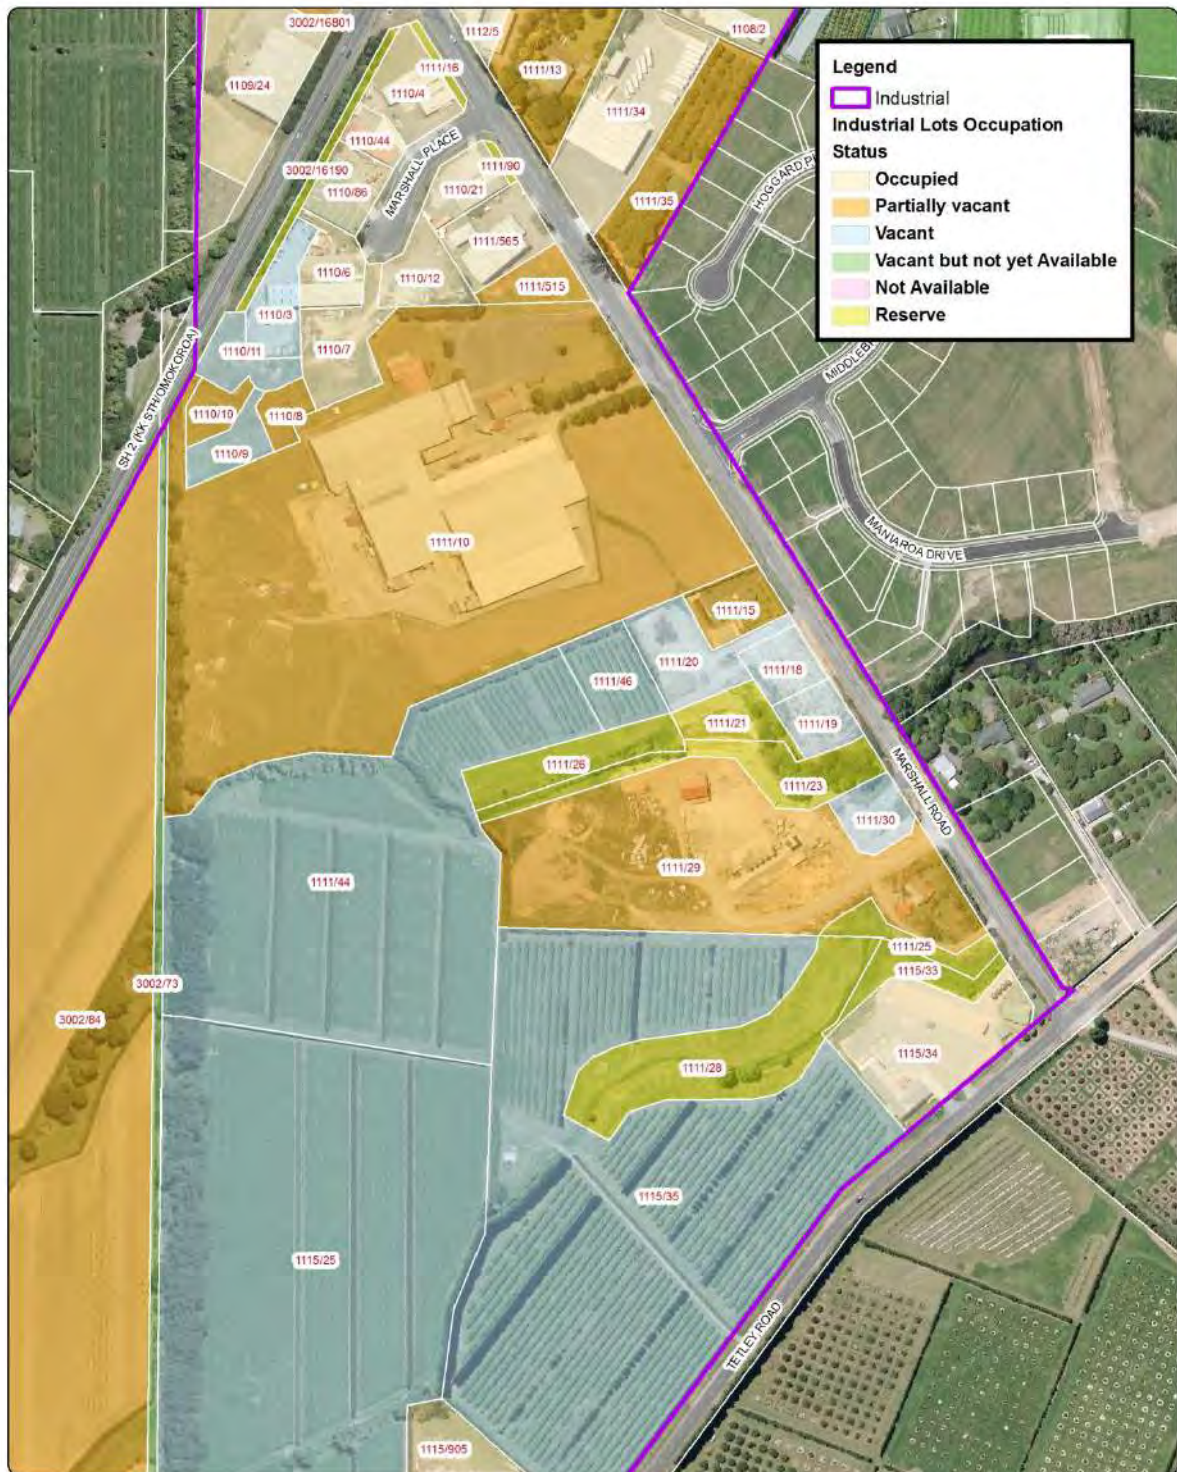 3002/16801
1112/5
1108/2
1109/24
1111/16
1111/13
1110/4
1111/34
1110/44
MARSHALL PLACE
3002/16190
1111/90
1110/86
1110/21
1111/35
1111/565
1110/6
1110/12
1111/515
1110/3
1110/11
1110/7
SH 2 (KK STH/OMOKOROA)
1110/10
1110/8
1110/9
1111/10
HOGGARD
MANIAROA DRIVE
1111/15
1111/20
1111/18
1111/46
1111/21
1111/19
1111/26
1111/23
MARSHALL ROAD
1111/30
1111/29
1111/44
1111/25
1115/33
3002/73
3002/84
1115/34
1111/28
1115/35
1115/25
TETLEY ROAD
1115/905
Legend
Industrial
Industrial Lots Occupation
Status
Occupied
Partially vacant
Vacant
Vacant but not yet Available
Not Available
Reserve